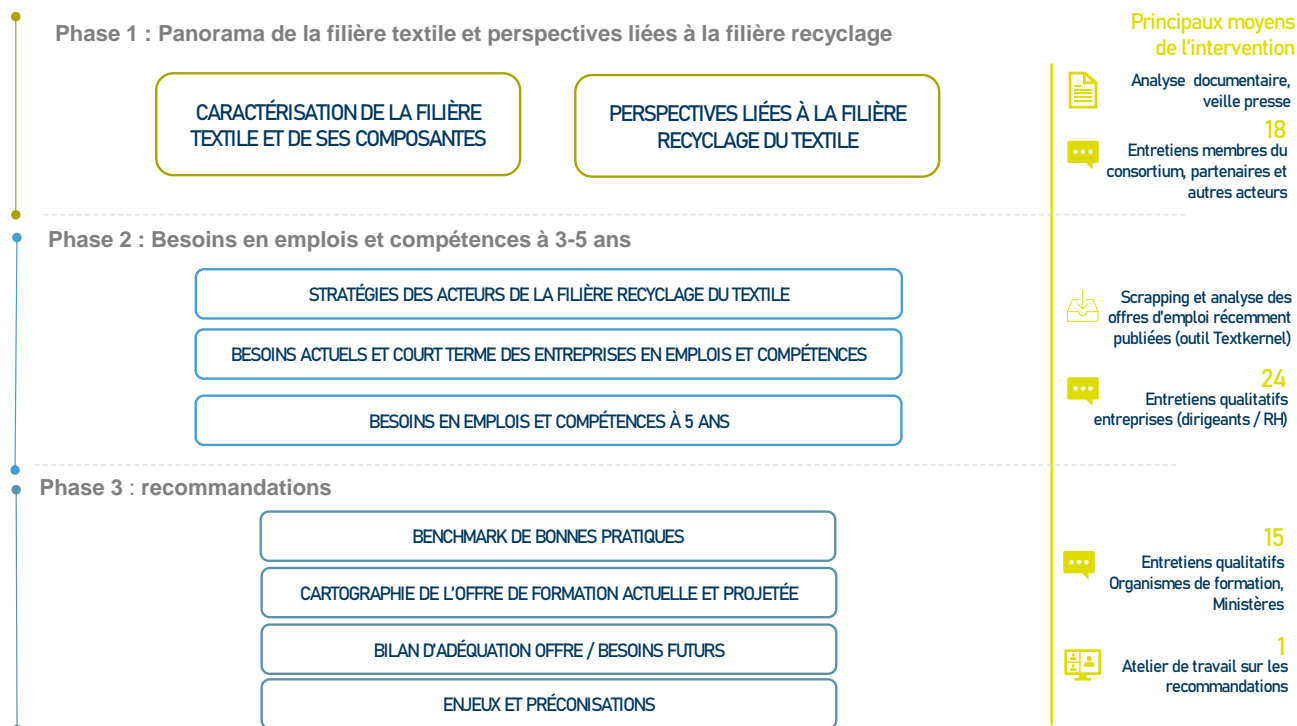 Phase 1 : Panorama de la filière textile et perspectives liées à la filière recyclage
CARACTÉRISATION DE LA FILIÈRE
TEXTILE ET DE SES COMPOSANTES
PERSPECTIVES LIÉES À LA FILIÈRE
RECYCLAGE DU TEXTILE
Principaux moyens
de l'intervention
Analyse documentaire,
veille presse
18
Entretiens membres du
consortium, partenaires et
autres acteurs
Phase 2 : Besoins en emplois et compétences à 3-5 ans
STRATÉGIES DES ACTEURS DE LA FILIÈRE RECYCLAGE DU TEXTILE
BESOINS ACTUELS ET COURT TERME DES ENTREPRISES EN EMPLOIS ET COMPÉTENCES
BESOINS EN EMPLOIS ET COMPÉTENCES À 5 ANS
Scrapping et analyse des
offres d'emploi récemment
publiées (outil Textkernel)
24
Entretiens qualitatifs
entreprises (dirigeants / RH)
Phase 3 : recommandations
BENCHMARK DE BONNES PRATIQUES
CARTOGRAPHIE DE L'OFFRE DE FORMATION ACTUELLE ET PROJETÉE
BILAN D'ADÉQUATION OFFRE / BESOINS FUTURS
ENJEUX ET PRÉCONISATIONS
15
Entretiens qualitatifs
Organismes de formation,
Ministères
1
Atelier de travail sur les
recommandations